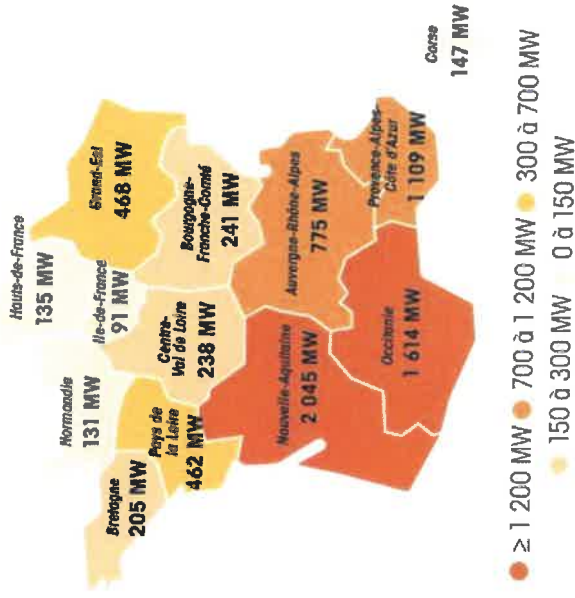 Hauts-de-France
135 MW
Normandie
131 MW
Ile-de-France
91 MW
Grand-Est
468 MW
Bretagne
205 MW
Pays de
la Loire
462 MW
Centre-
Val de Loire
238 MW
Bourgogne-
Franche-Comté
241 MW
Nouvelle-Aquitaine
2 045 MW
Auvergne-Rhône-Alpes
775 MW
Occitanie
1 614 MW
Provence-Alpes-
Côte d'Azur
1 109 MW
Corse
147 MW
≥ 1 200 MW 700 à 1 200 MW 300 à 700 MW
150 à 300 MW 0 à 150 MW